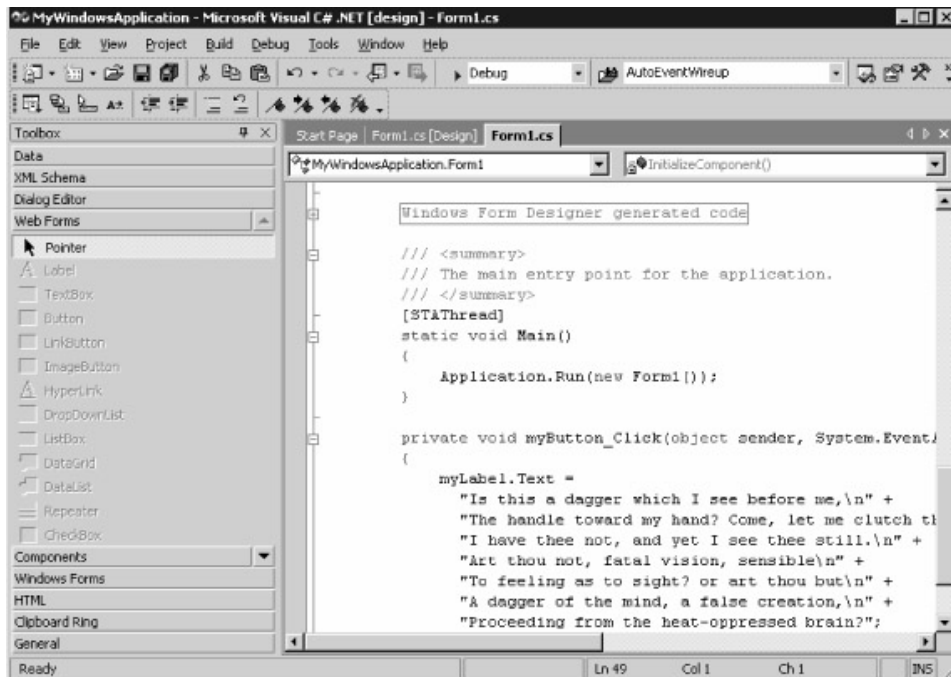 MyWindowsApplication - Microsoft Visual C# .NET [design] - Form1.cs
File Edit View Project Build Debug Tools Window Help
Debug AutoEventWireup
Toolbox
Data
XML Schema
Dialog Editor
Web Forms
Pointer
Label
TextBox
Button
LinkButton
ImageButton
HyperLink
DropDownList
ListBox
DataGrid
DataList
Repeater
CheckBox
Components
Windows Forms
HTML
Clipboard Ring
General
Start Page Form1.cs [Design] Form1.cs
MyWindowsApplication.Form1 InitializeComponent()
Windows Form Designer generated code
/// <summary>
/// The main entry point for the application.
/// </summary>
[STAThread]
static void Main()
{
Application.Run(new Form1());
}
private void myButton_Click(object sender, System.EventA
{
myLabel.Text =
"Is this a dagger which I see before me,\n" +
"The handle toward my hand? Come, let me clutch th
"I have thee not, and yet I see thee still.\n" +
"Art thou not, fatal vision, sensible\n" +
"To feeling as to sight? or art thou but\n" +
"A dagger of the mind, a false creation,\n" +
"Proceeding from the heat-oppressed brain?";
Ready Ln 49 Col 1 Ch 1 INS